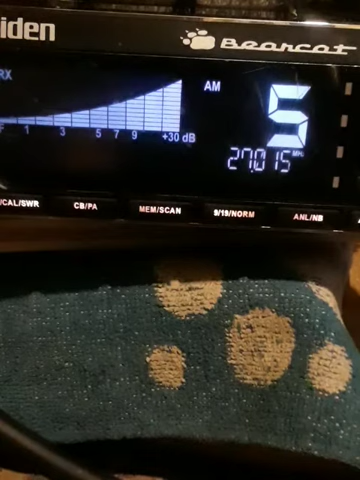 iden
Bearcat
RX
AM
5
1 3 5 7 9 +30 dB
27.015 MHz
/CAL/SWR CB/PA MEM/SCAN 9/19/NORM ANL/NB